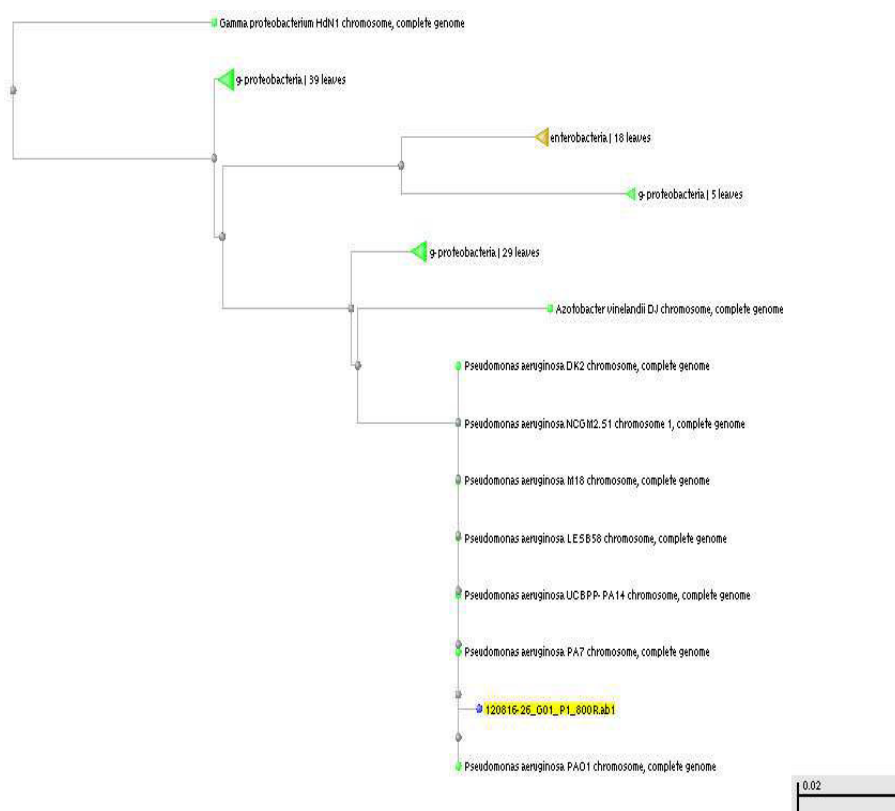 Gamma proteobacterium HdN1 chromosome, complete genome
g-proteobacteria | 39 leaves
enterobacteria | 18 leaves
g-proteobacteria | 5 leaves
g-proteobacteria | 29 leaves
Azotobacter vinelandii DJ chromosome, complete genome
Pseudomonas aeruginosa DK2 chromosome, complete genome
Pseudomonas aeruginosa NCGM2.S1 chromosome 1, complete genome
Pseudomonas aeruginosa M18 chromosome, complete genome
Pseudomonas aeruginosa LESB58 chromosome, complete genome
Pseudomonas aeruginosa UCBPP-PA14 chromosome, complete genome
Pseudomonas aeruginosa PA7 chromosome, complete genome
120816-26_G01_P1_800R.ab1
Pseudomonas aeruginosa PAO1 chromosome, complete genome
0.02